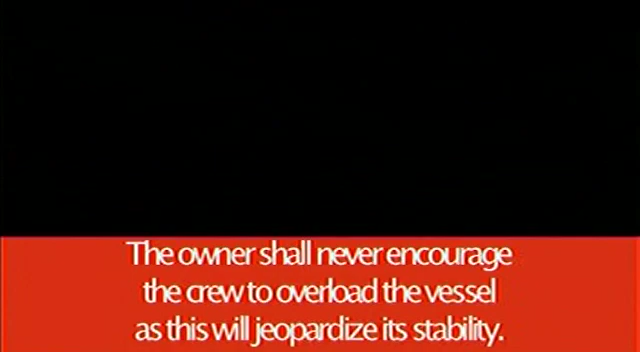 The owner shall never encourage
the crew to overload the vessel
as this will jeopardize its stability.